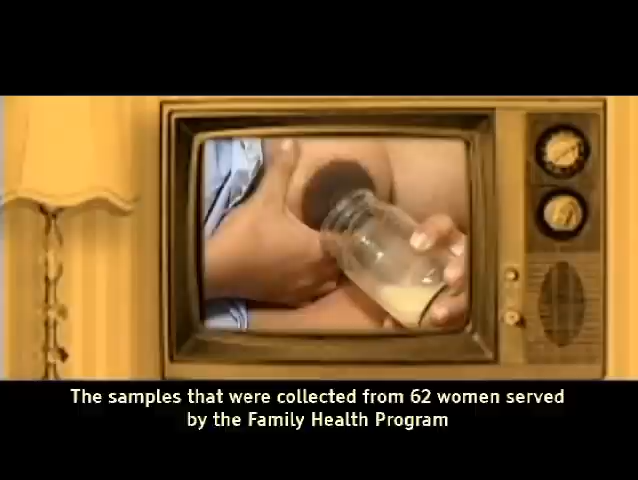 The samples that were collected from 62 women served
by the Family Health Program